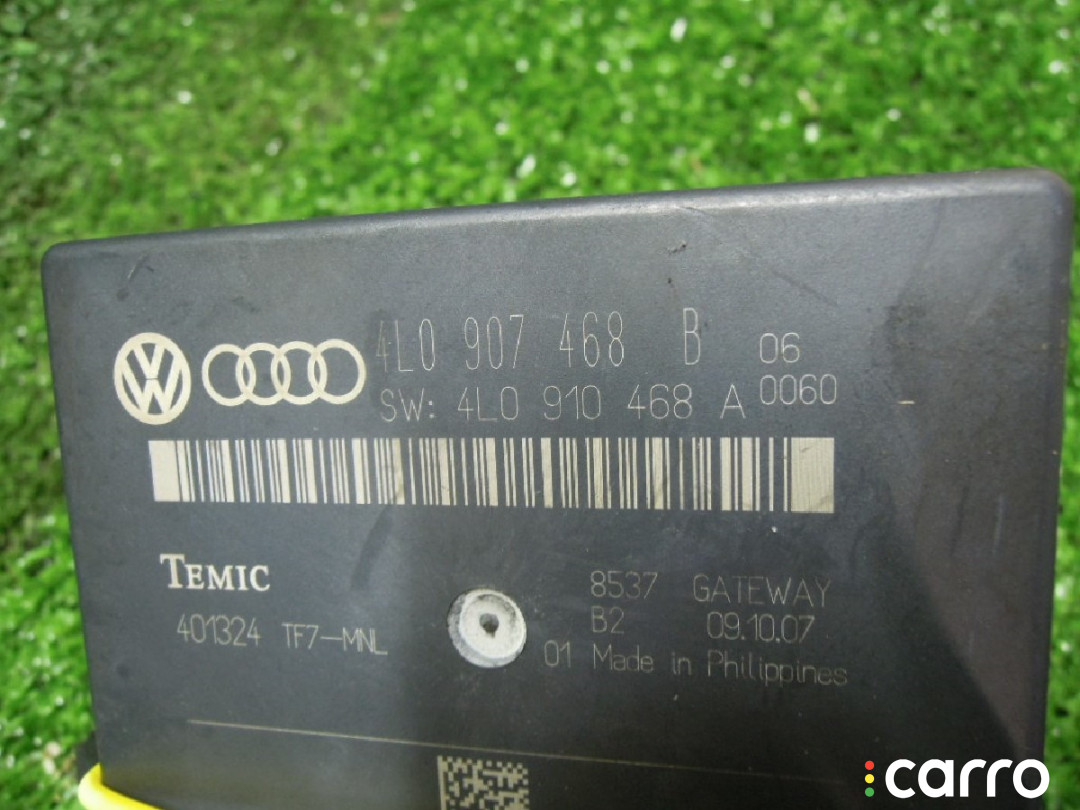 4L0 907 468 B 06
SW: 4L0 910 468 A 0060 -
TEMIC
401324 TF7-MNL
8537 GATEWAY
B2 09.10.07
01 Made in Philippines
carro